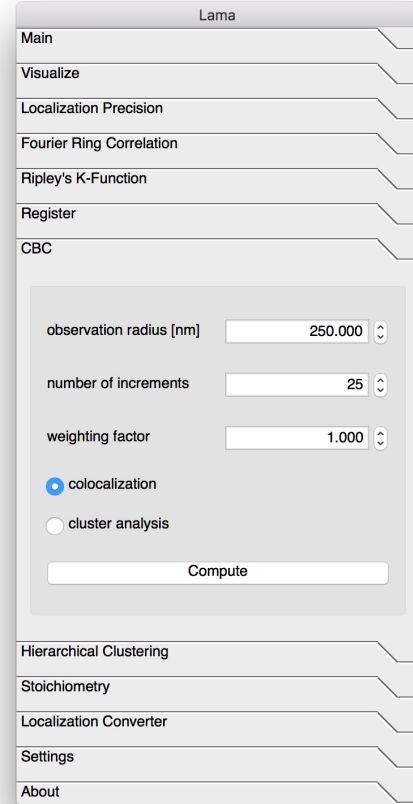 Lama
Main
Visualize
Localization Precision
Fourier Ring Correlation
Ripley's K-Function
Register
CBC
observation radius [nm] 250.000
number of increments 25
weighting factor 1.000
colocalization
cluster analysis
Compute
Hierarchical Clustering
Stoichiometry
Localization Converter
Settings
About